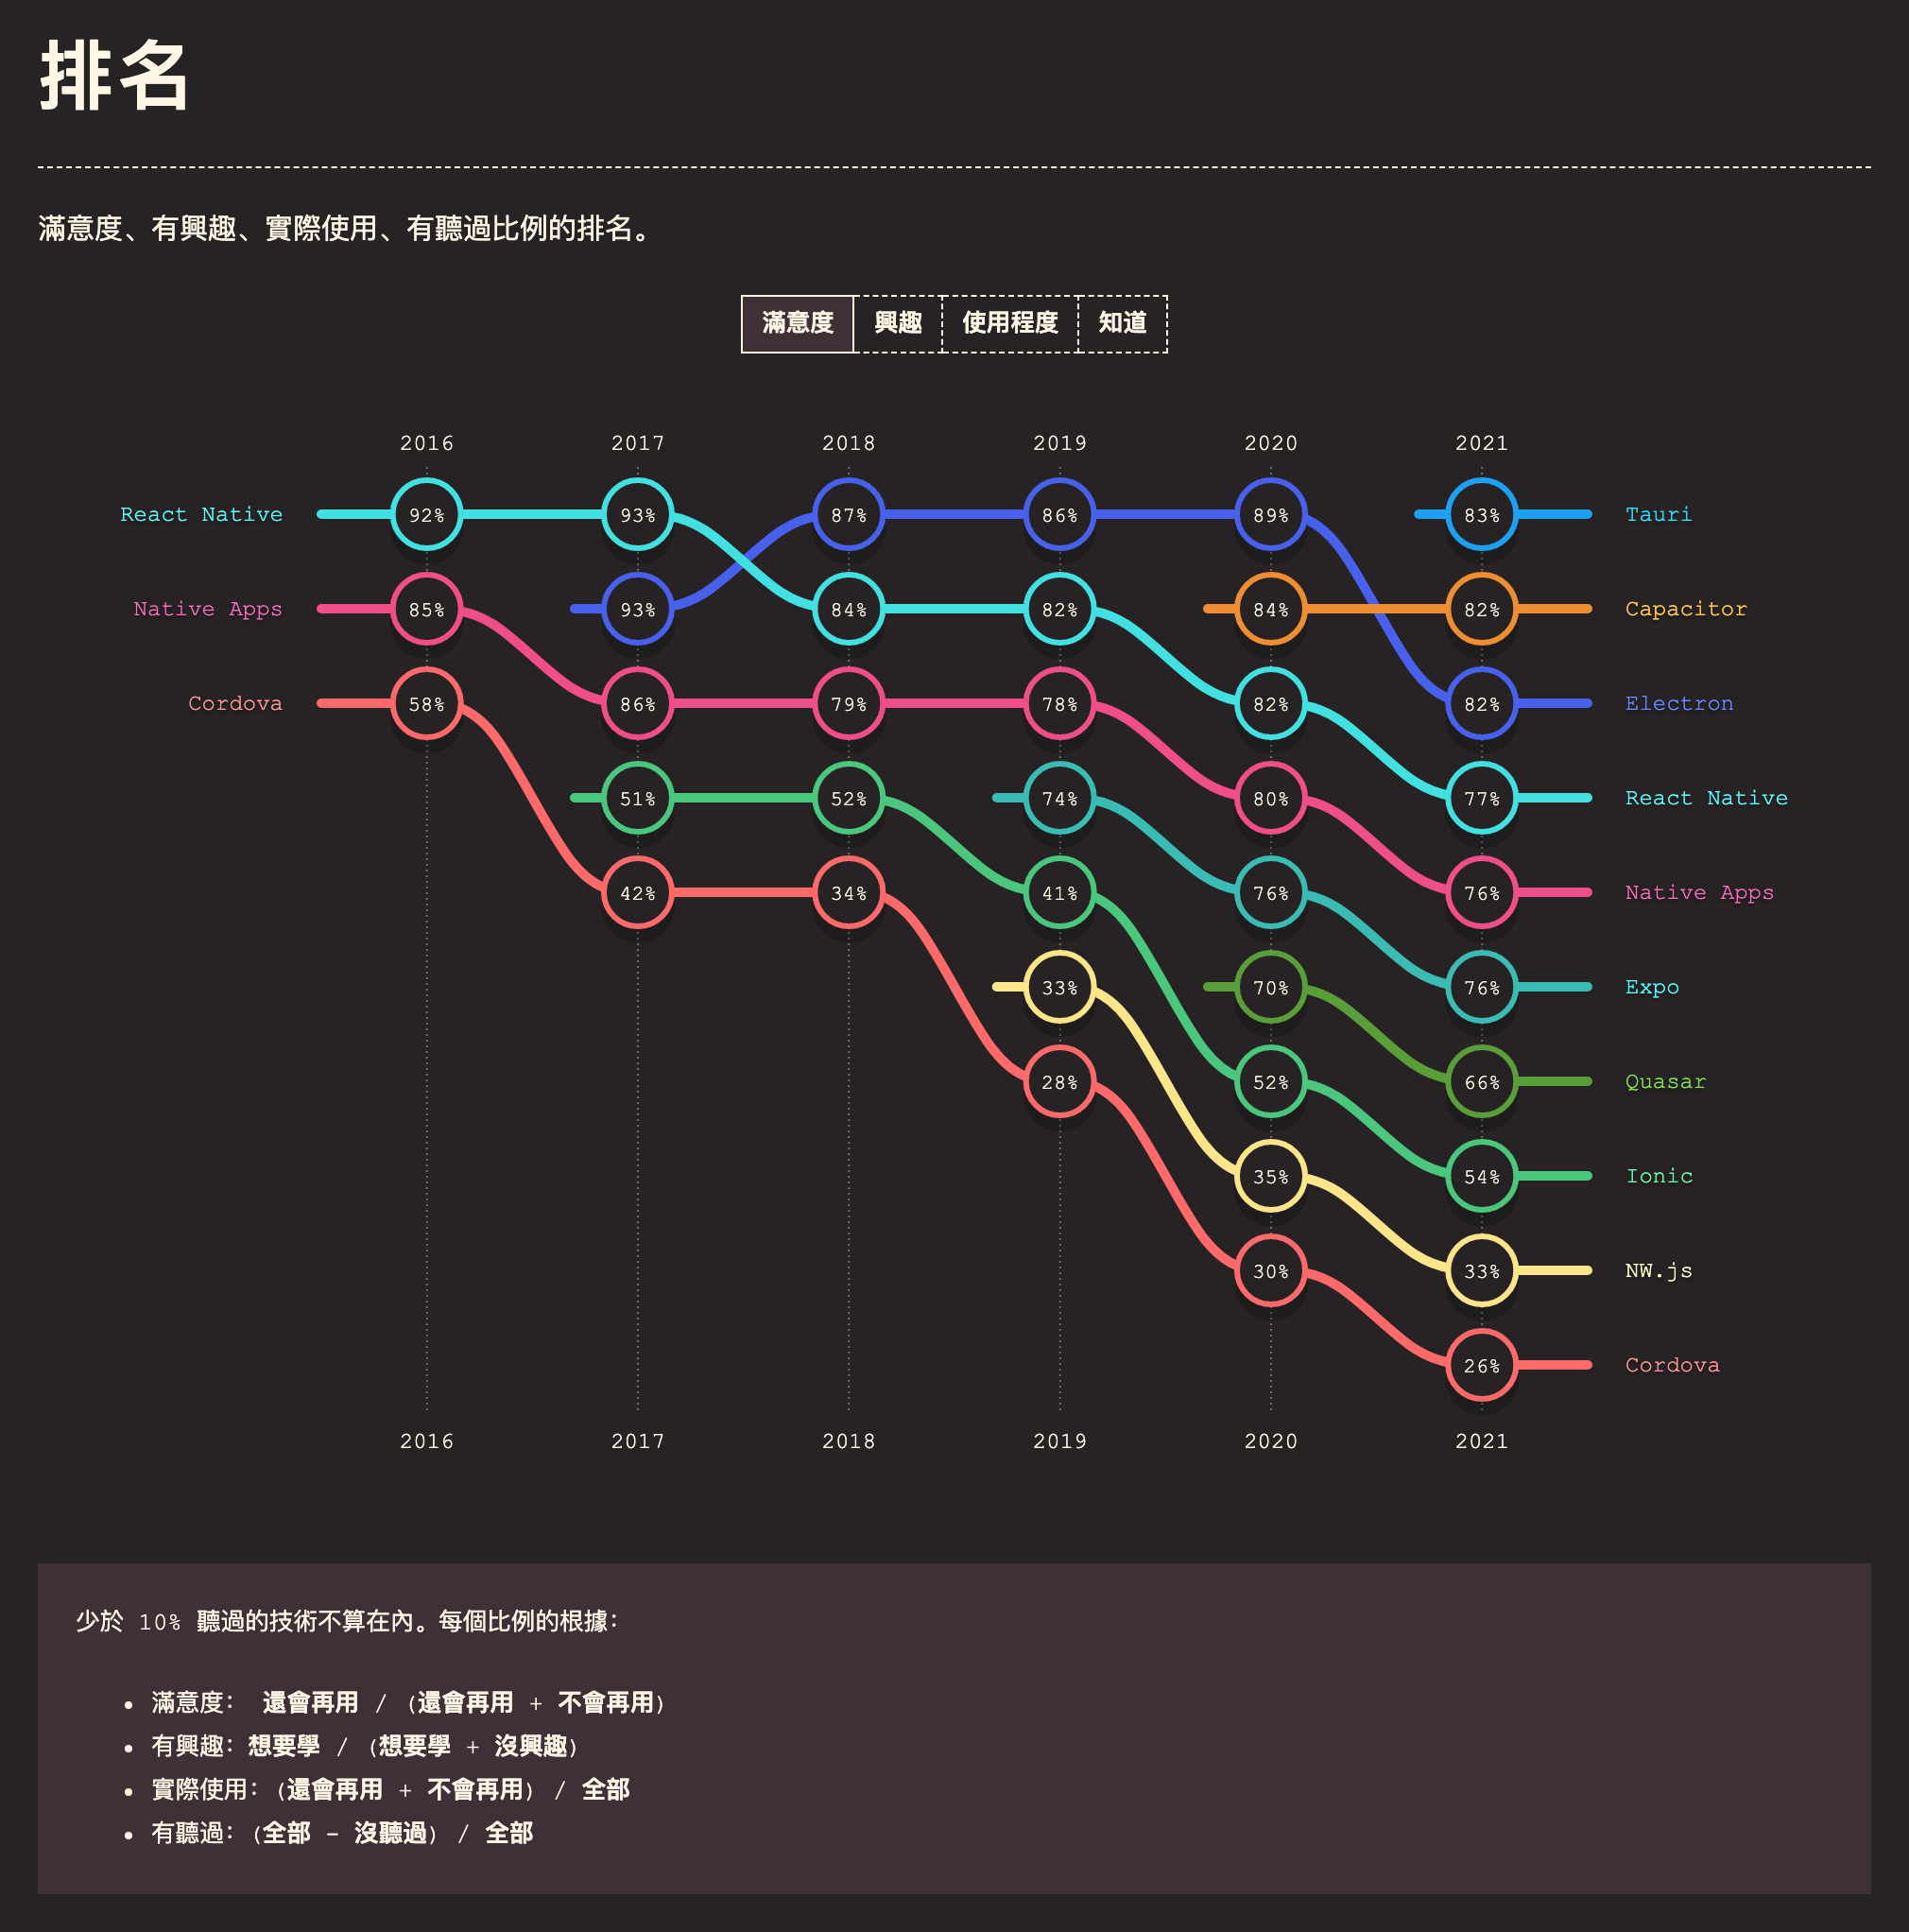 排名
滿意度、有興趣、實際使用、有聽過比例的排名。
滿意度 興趣 使用程度 知道
2016 2017 2018 2019 2020 2021
React Native 92% 93% 87% 86% 89% 83% Tauri
Native Apps 85% 93% 84% 82% 84% 82% Capacitor
Cordova 58% 86% 79% 78% 82% 82% Electron
51% 52% 74% 80% 77% React Native
42% 34% 41% 76% 76% Native Apps
33% 70% 76% Expo
28% 52% 66% Quasar
35% 54% Ionic
30% 33% NW.js
26% Cordova
2016 2017 2018 2019 2020 2021
少於 10% 聽過的技術不算在內。每個比例的根據：
• 滿意度： 還會再用 / (還會再用 + 不會再用)
• 有興趣：想要學 / (想要學 + 沒興趣)
• 實際使用：(還會再用 + 不會再用) / 全部
• 有聽過：(全部 – 沒聽過) / 全部